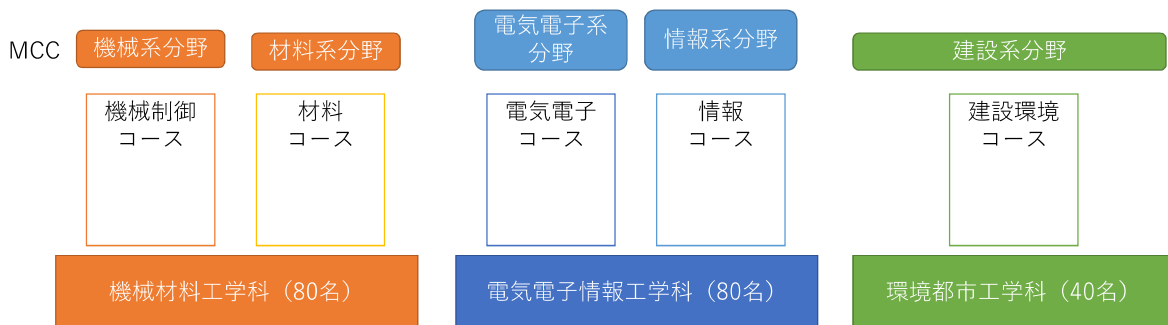 MCC
機械系分野
材料系分野
電気電子系
分野
情報系分野
建設系分野
機械制御
コース
材料
コース
電気電子
コース
情報
コース
建設環境
コース
機械材料工学科（80名）
電気電子情報工学科（80名）
環境都市工学科（40名）